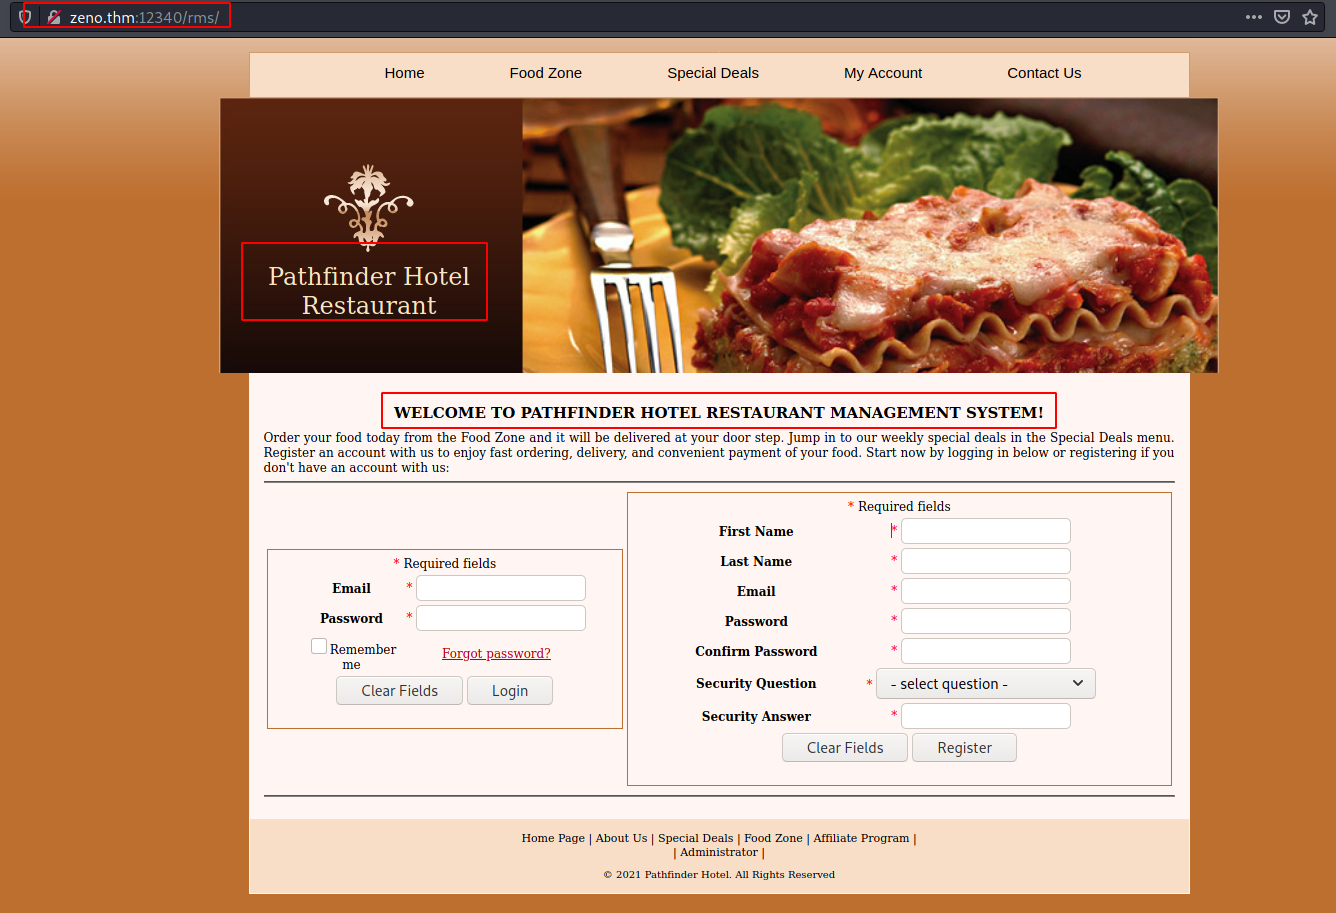 zeno.thm:12340/rms/
Home Food Zone Special Deals My Account Contact Us
Pathfinder Hotel
Restaurant
WELCOME TO PATHFINDER HOTEL RESTAURANT MANAGEMENT SYSTEM!
Order your food today from the Food Zone and it will be delivered at your door step. Jump in to our weekly special deals in the Special Deals menu.
Register an account with us to enjoy fast ordering, delivery, and convenient payment of your food. Start now by logging in below or registering if you
don't have an account with us:
* Required fields
Email *
Password *
Remember
me
Forgot password?
Clear Fields Login
* Required fields
First Name *
Last Name *
Email *
Password *
Confirm Password *
Security Question * - select question -
Security Answer *
Clear Fields Register
Home Page | About Us | Special Deals | Food Zone | Affiliate Program |
| Administrator |
© 2021 Pathfinder Hotel. All Rights Reserved